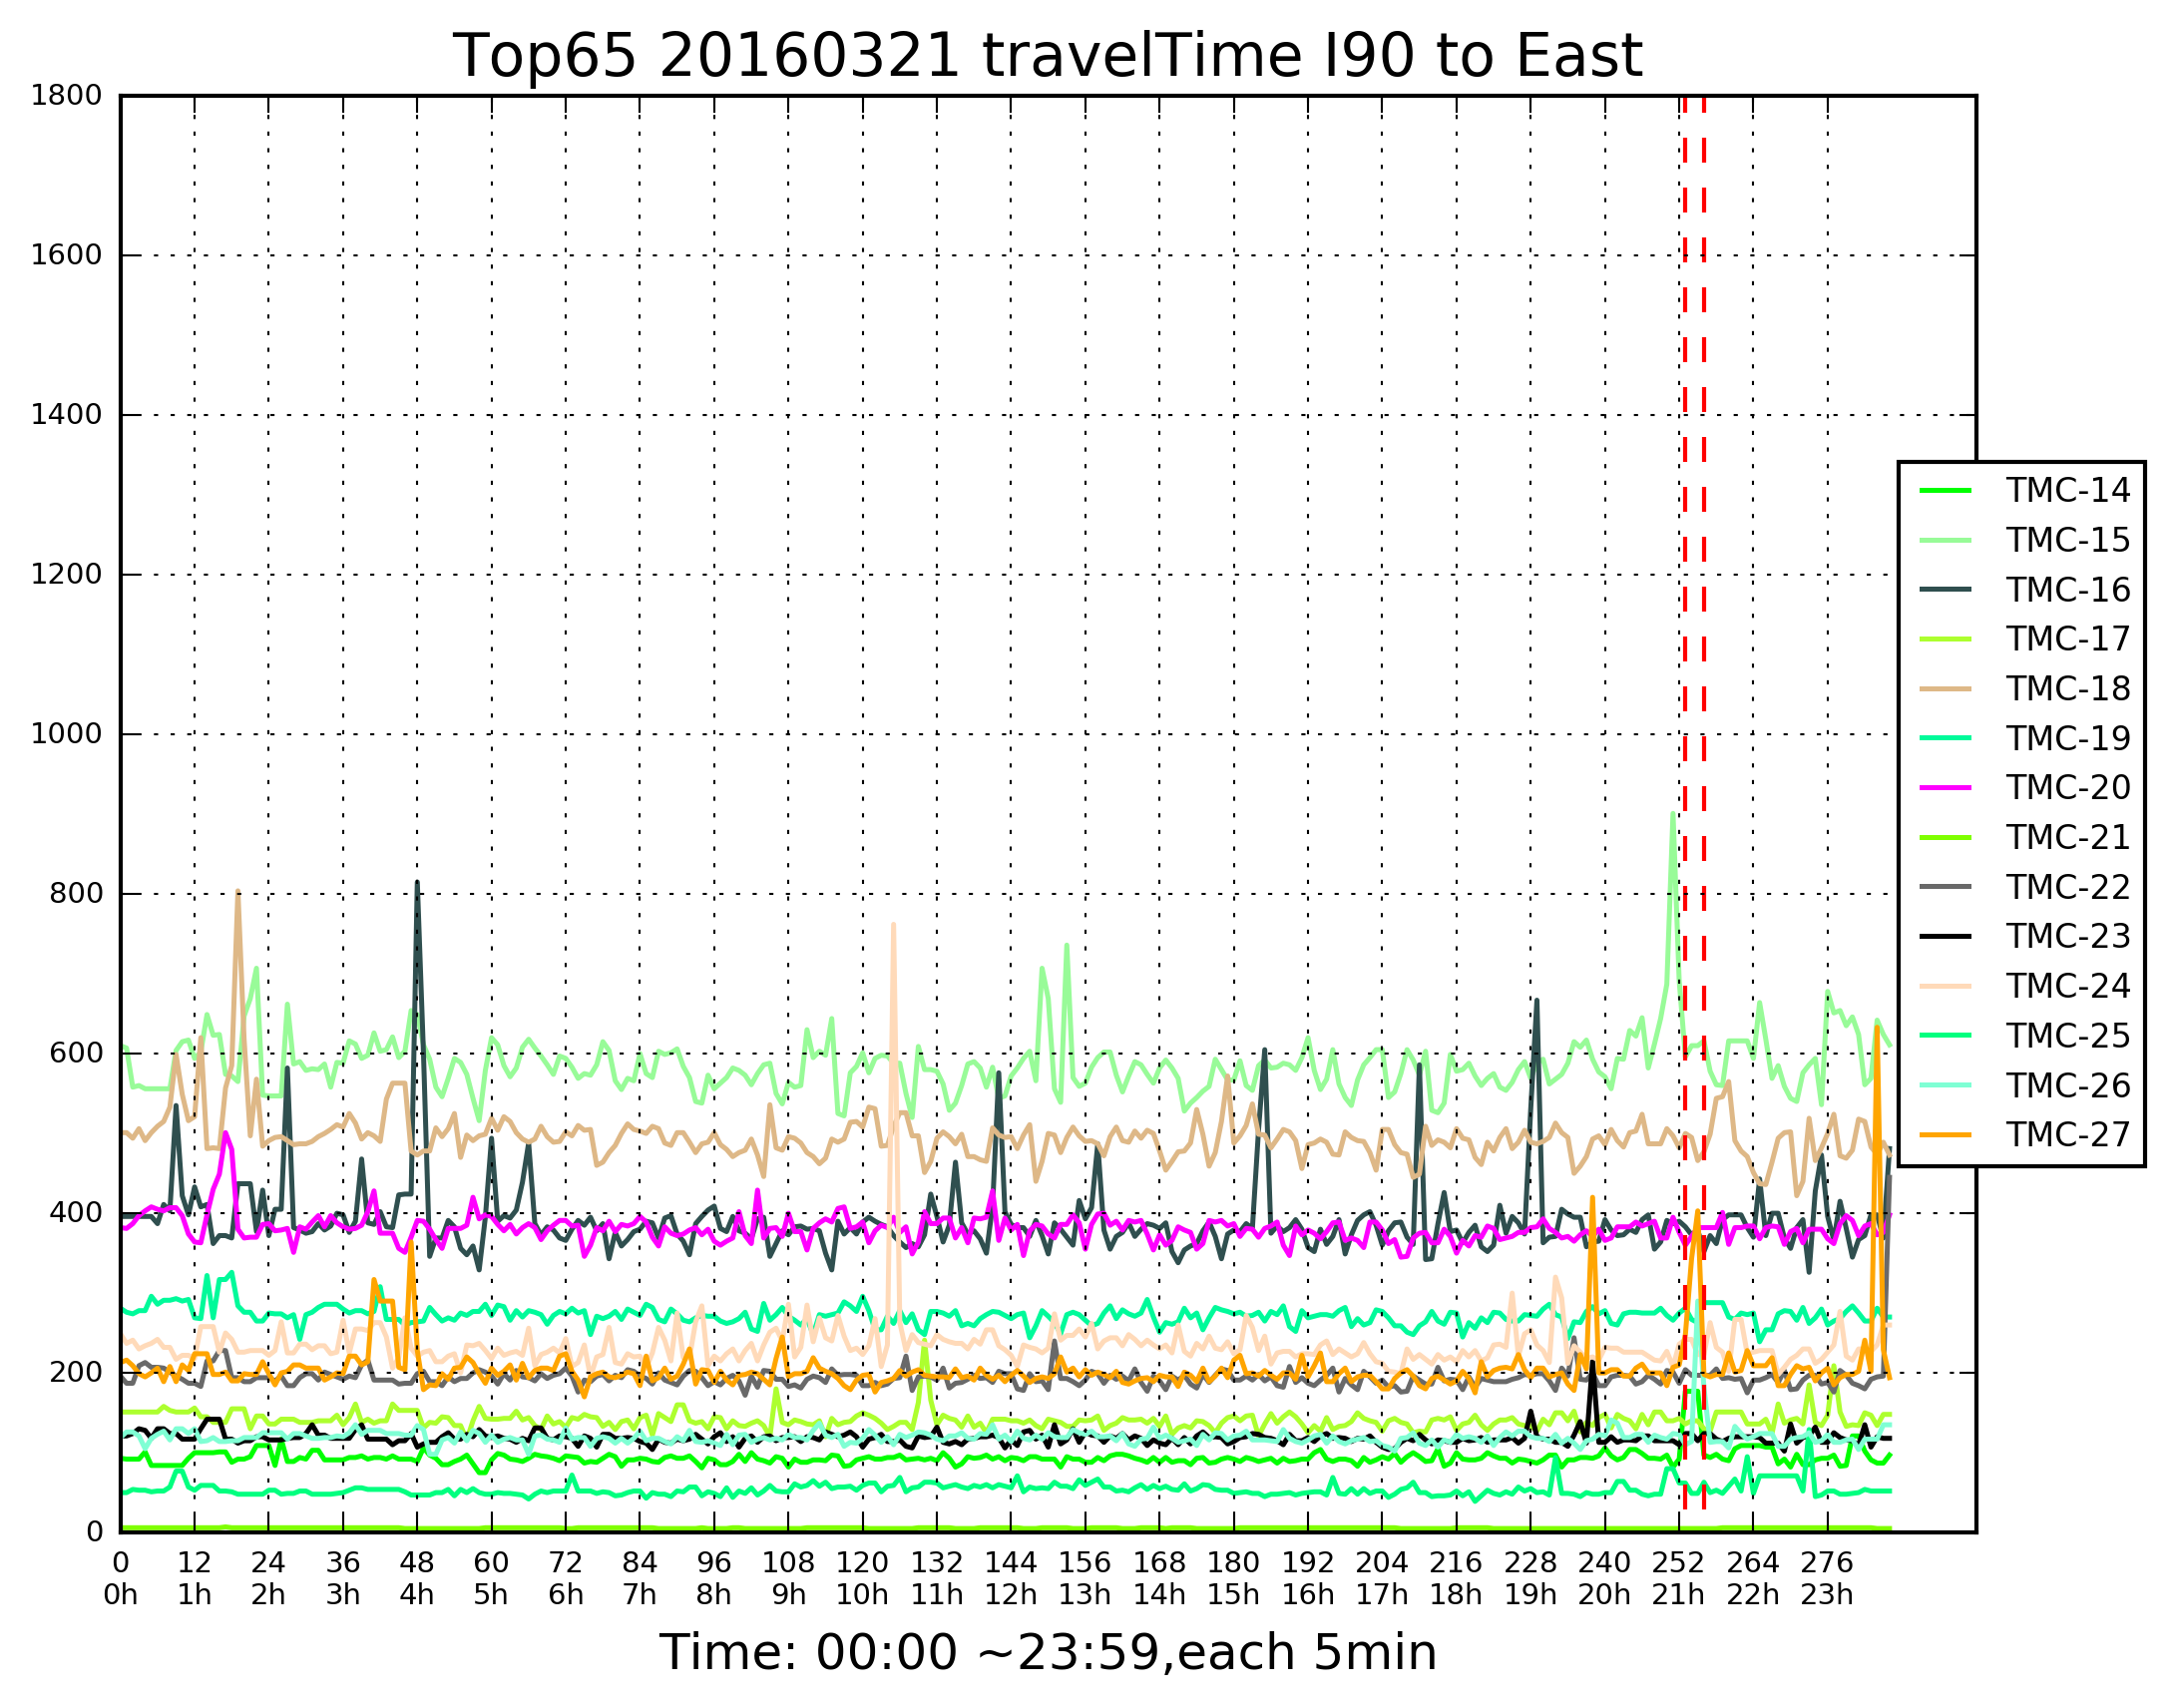 Top65 20160321 travelTime I90 to East
1800
1600
1400
1200
1000
800
600
400
200
0
TMC-14
TMC-15
TMC-16
TMC-17
TMC-18
TMC-19
TMC-20
TMC-21
TMC-22
TMC-23
TMC-24
TMC-25
TMC-26
TMC-27
0 12 24 36 48 60 72 84 96 108 120 132 144 156 168 180 192 204 216 228 240 252 264 276
0h 1h 2h 3h 4h 5h 6h 7h 8h 9h 10h 11h 12h 13h 14h 15h 16h 17h 18h 19h 20h 21h 22h 23h
Time: 00:00 ~23:59,each 5min